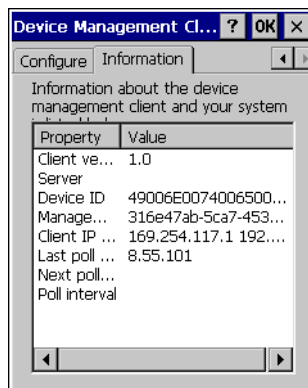 Device Management Cl... ? OK ×
Configure Information
Information about the device
management client and your system
Property Value
Client ve... 1.0
Server
Device ID 49006E0074006500...
Manage... 316e47ab-5ca7-453...
Client IP ... 169.254.117.1 192....
Last poll ... 8.55.101
Next poll...
Poll interval